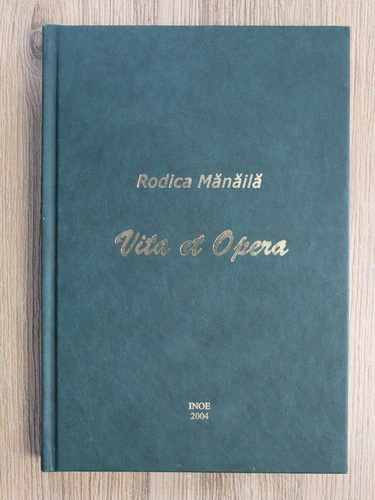 Rodica Mănăilă
Vita et Opera
INOE
2004